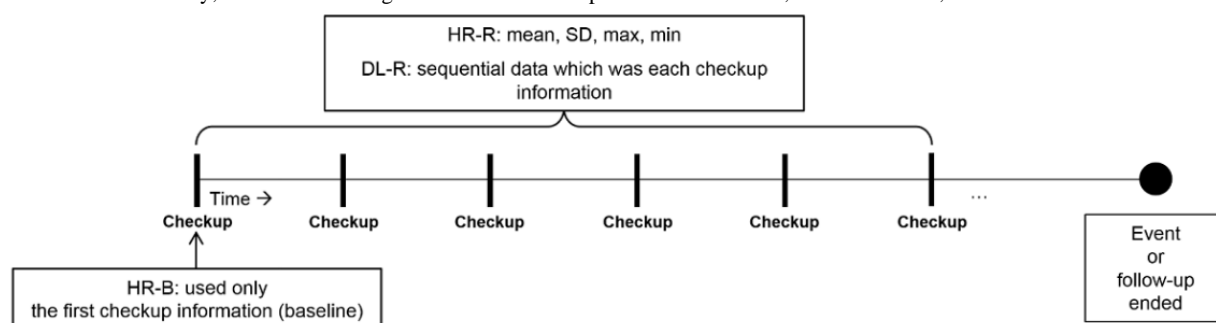 HR-R: mean, SD, max, min
DL-R: sequential data which was each checkup
information
Time →
Checkup Checkup Checkup Checkup Checkup Checkup
...
HR-B: used only
the first checkup information (baseline)
Event
or
follow-up
ended